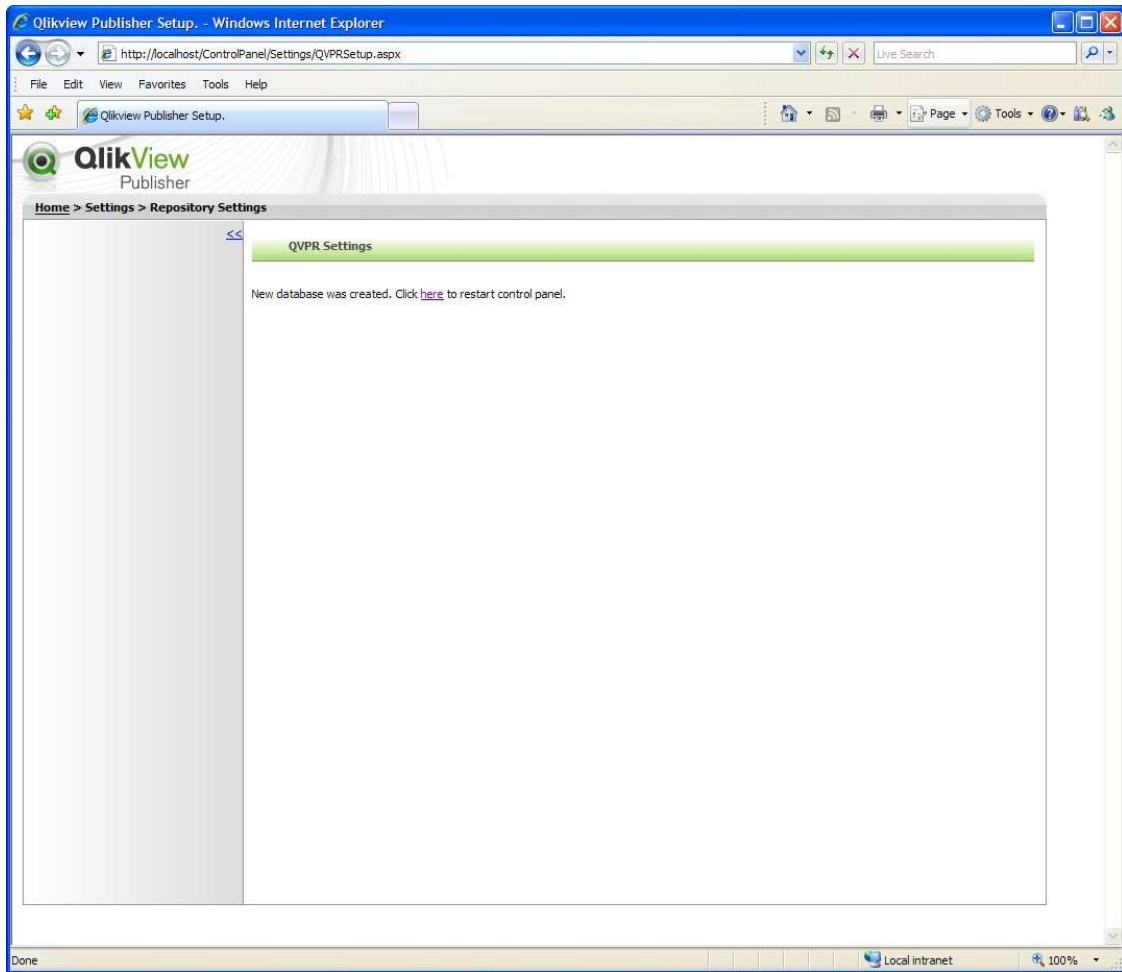 Qlikview Publisher Setup. - Windows Internet Explorer
http://localhost/ControlPanel/Settings/QVPRSetup.aspx
Live Search
File Edit View Favorites Tools Help
Qlikview Publisher Setup.
Page
Tools
QlikView
Publisher
Home > Settings > Repository Settings
<<
QVPR Settings
New database was created. Click here to restart control panel.
Done
Local intranet
100%